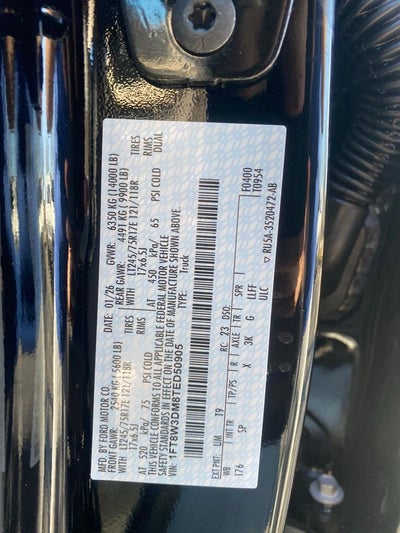 MFD. BY FORD MOTOR CO.
DATE: 01/26 GVWR: 6350 KG (14000 LB)
FRONT GAWR: 2540 KG (5600 LB) REAR GAWR: 4491 KG (9900 LB)
WITH LT245/75R17E 121/118R TIRES WITH LT245/75R17E 121/118R TIRES
17x6.5J RIMS 17x6.5J RIMS
AT 520 kPa/ 75 PSI COLD AT 450 kPa/ 65 PSI COLD DUAL
THIS VEHICLE CONFORMS TO ALL APPLICABLE FEDERAL MOTOR VEHICLE
SAFETY STANDARDS IN EFFECT ON THE DATE OF MANUFACTURE SHOWN ABOVE.
VIN: 1FT8W3DM8TED50905 TYPE: Truck
F0400
T0954
EXT PNT: UM T9 RC: 23 DSO:
WB INT TR TP/PS R AXLE TR SPR
176 SP X 3K G LLFF
ULC
RU5A-3520472-AB